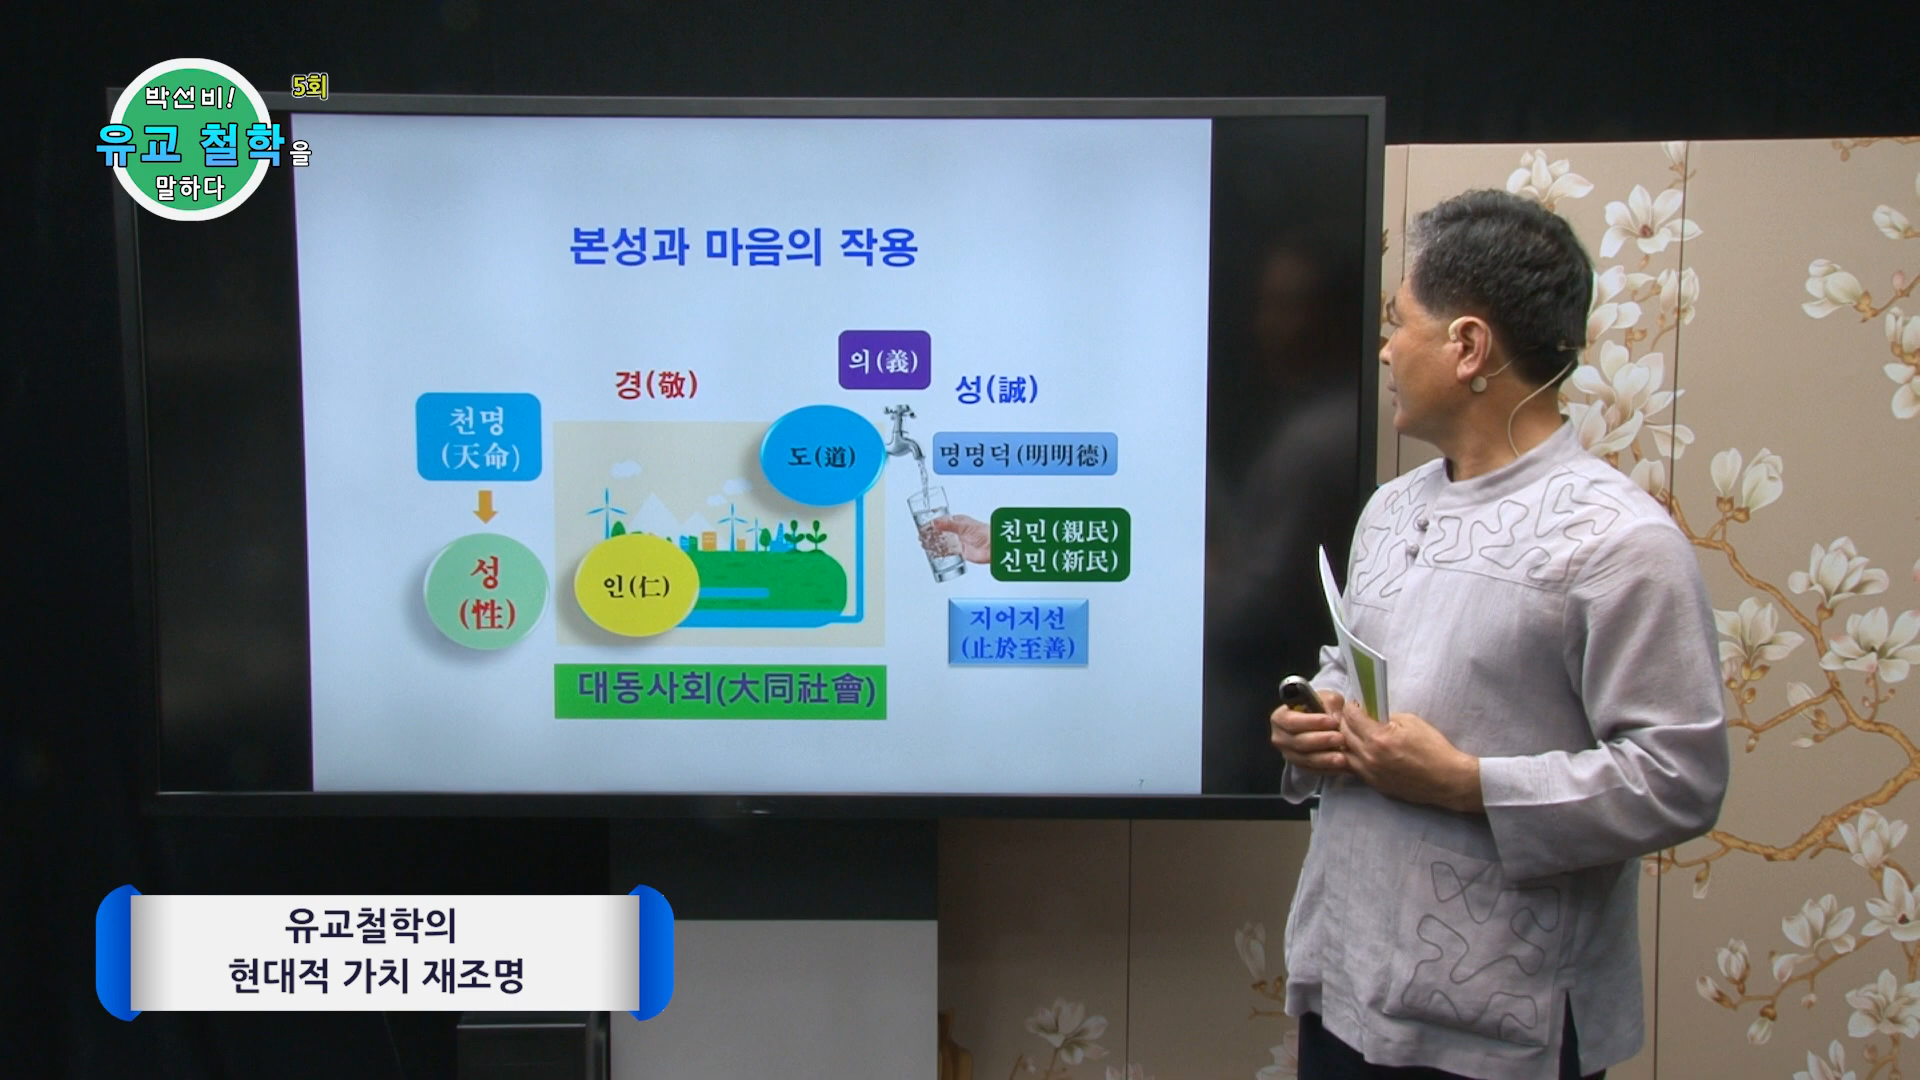 박선비!
유교 철학을
말하다
5회
본성과 마음의 작용
의(義)
경(敬)
성(誠)
천명
(天命)
도(道)
명명덕(明明德)
친민(親民)
신민(新民)
성
(性)
인(仁)
지어지선
(止於至善)
대동사회(大同社會)
7
유교철학의
현대적 가치 재조명